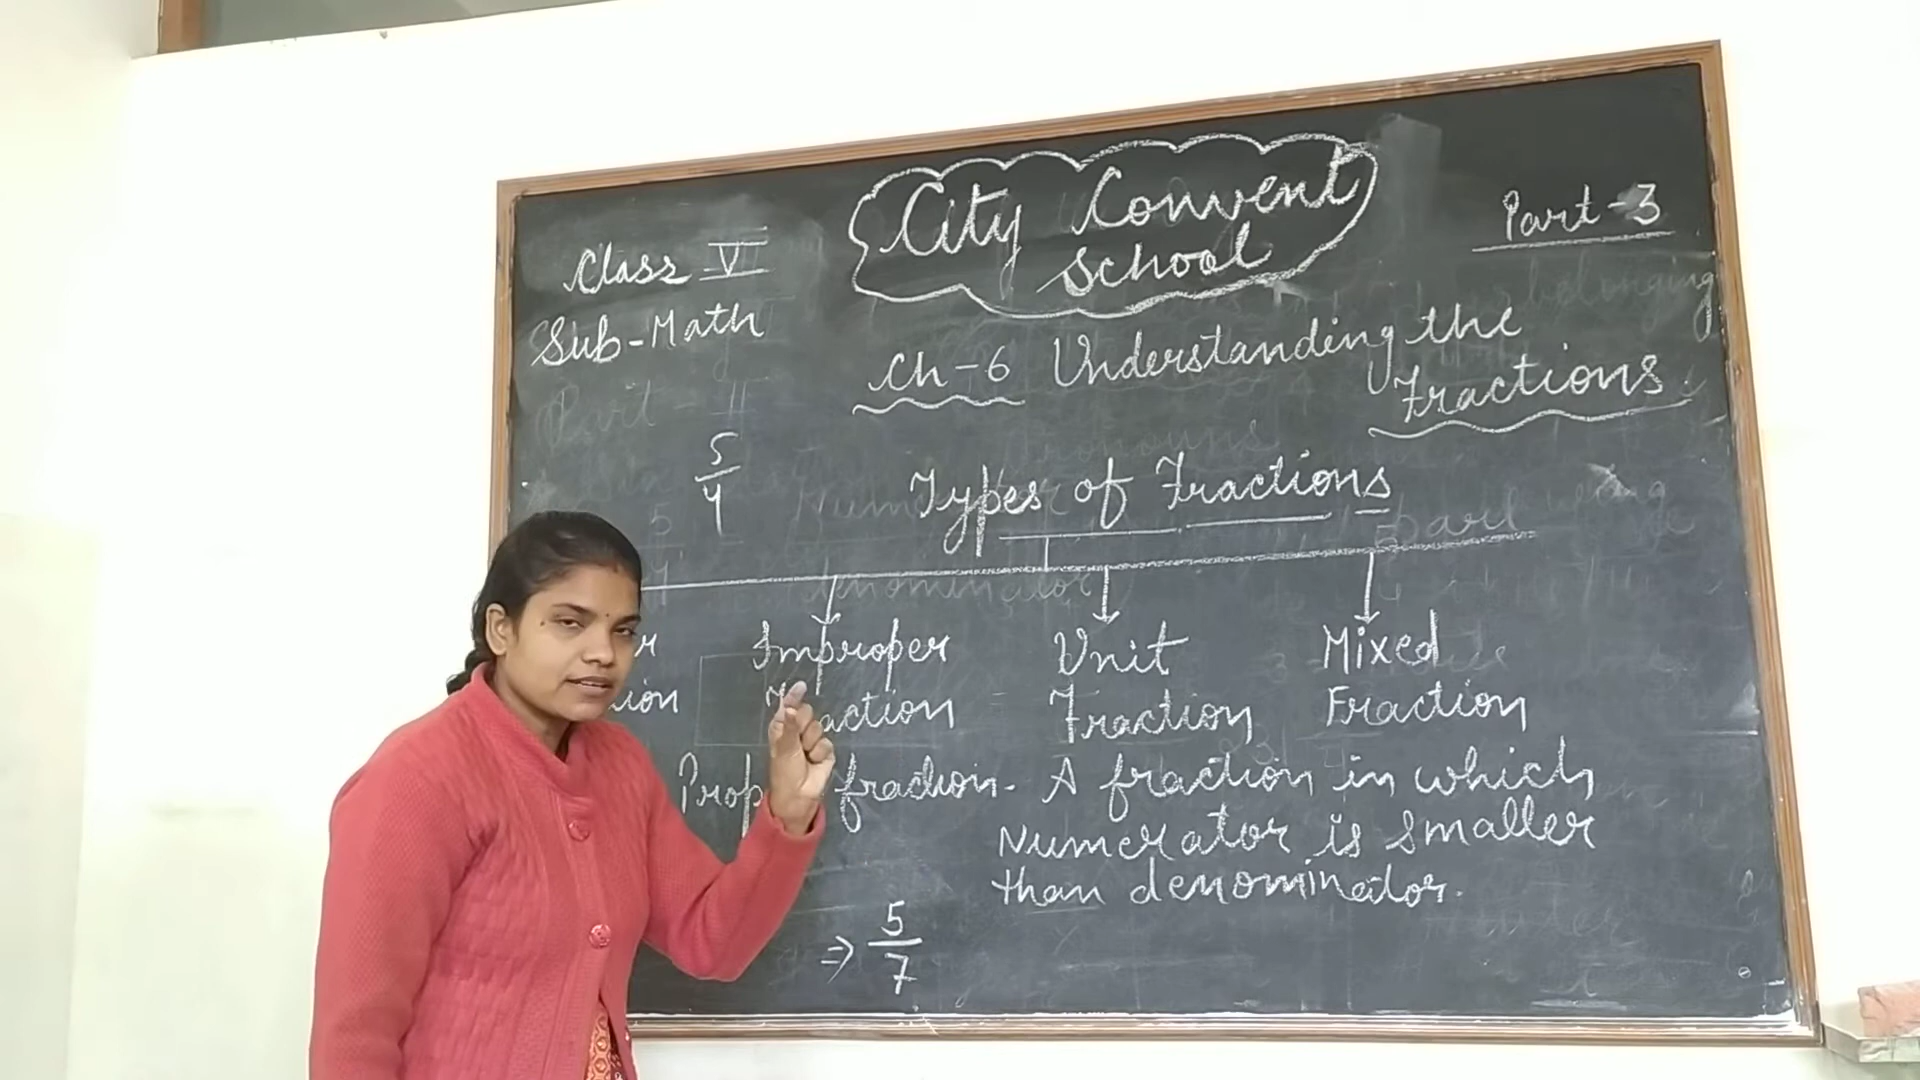 City Convent
School
Part-3
Class V
Sub-Math
Ch-6 Understanding the
Fractions
5
4
Types of Fractions
Improper
Fraction
Unit
Fraction
Mixed
Fraction
fraction - A fraction in which
Numerator is smaller
than denominator.
⇒ 5
7